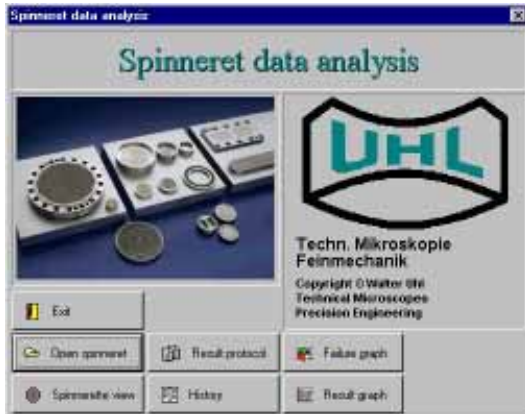 Spinneret data analysis
Spinneret data analysis
UHL
Techn. Mikroskopie
Feinmechanik
Copyright © Walter Uhl
Technical Microscopes
Precision Engineering
Exit
Open spinneret
Result protocol
Failure graph
Spinnerette view
History
Result graph